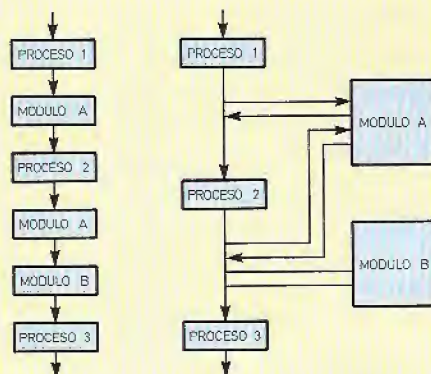 PROCESO 1
MODULO A
PROCESO 2
MODULO A
MODULO B
PROCESO 3
PROCESO 1
MODULO A
PROCESO 2
MODULO B
PROCESO 3